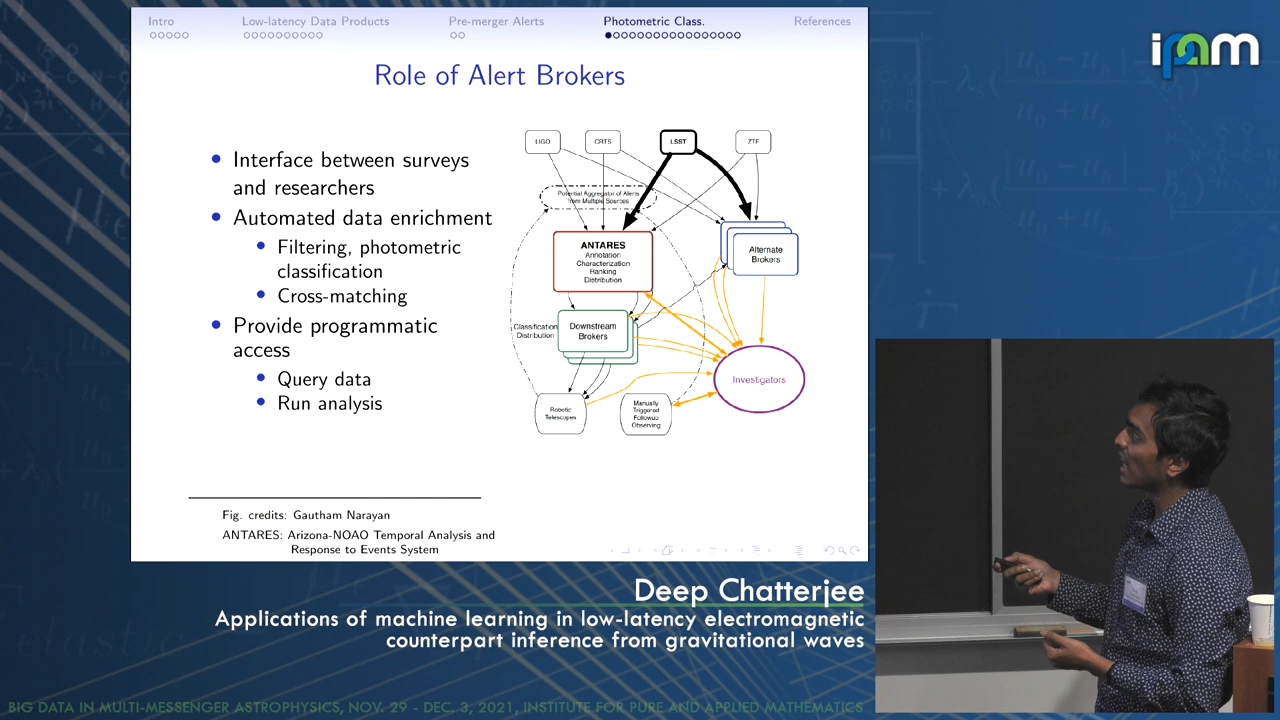 Intro
Low-latency Data Products
Pre-merger Alerts
Photometric Class.
References
Role of Alert Brokers
Interface between surveys
and researchers
Automated data enrichment
Filtering, photometric
classification
Cross-matching
Provide programmatic
access
Query data
Run analysis
LIGO
CRTS
LSST
ZTF
Potential Aggregator of Alerts
from Multiple Sources
ANTARES
Annotation
Characterization
Ranking
Distribution
Alternate
Brokers
Classification
Distribution
Downstream
Brokers
Investigators
Robotic
Telescopes
Manually
Triggered
Followup
Observing
Fig. credits: Gautham Narayan
ANTARES: Arizona-NOAO Temporal Analysis and
Response to Events System
ipam
Deep Chatterjee
Applications of machine learning in low-latency electromagnetic
counterpart inference from gravitational waves
BIG DATA IN MULTI-MESSENGER ASTROPHYSICS, NOV. 29 - DEC. 3, 2021, INSTITUTE FOR PURE AND APPLIED MATHEMATICS